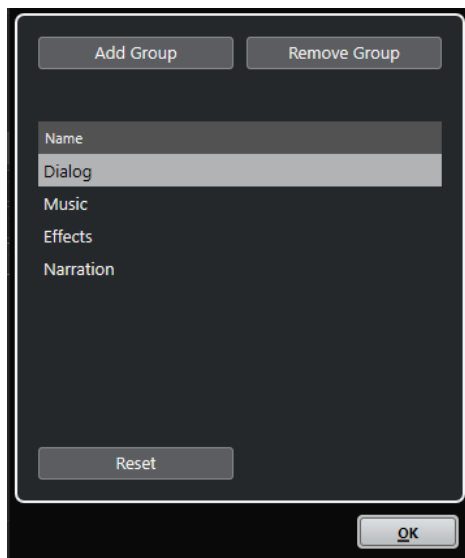 Add Group Remove Group
Name
Dialog
Music
Effects
Narration
Reset
OK